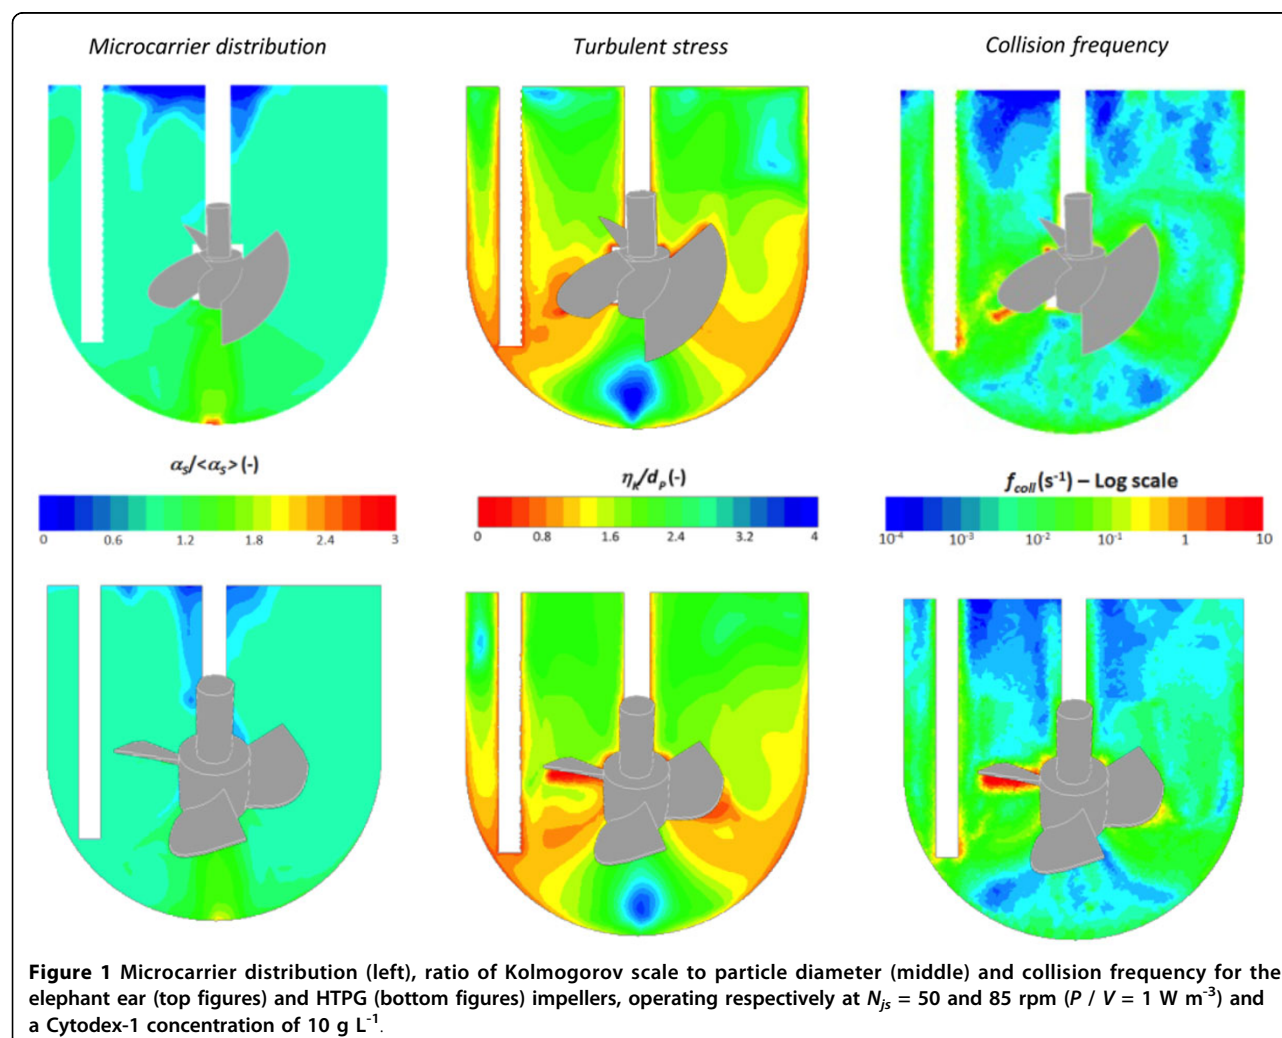 Microcarrier distribution
Turbulent stress
Collision frequency
αS/<αS> (-)
0 0.6 1.2 1.8 2.4 3
ηK/dP (-)
0 0.8 1.6 2.4 3.2 4
fcoll (s-1) – Log scale
10-4 10-3 10-2 10-1 1 10
Figure 1 Microcarrier distribution (left), ratio of Kolmogorov scale to particle diameter (middle) and collision frequency for the
elephant ear (top figures) and HTPG (bottom figures) impellers, operating respectively at Njs = 50 and 85 rpm (P / V = 1 W m-3) and
a Cytodex-1 concentration of 10 g L-1.